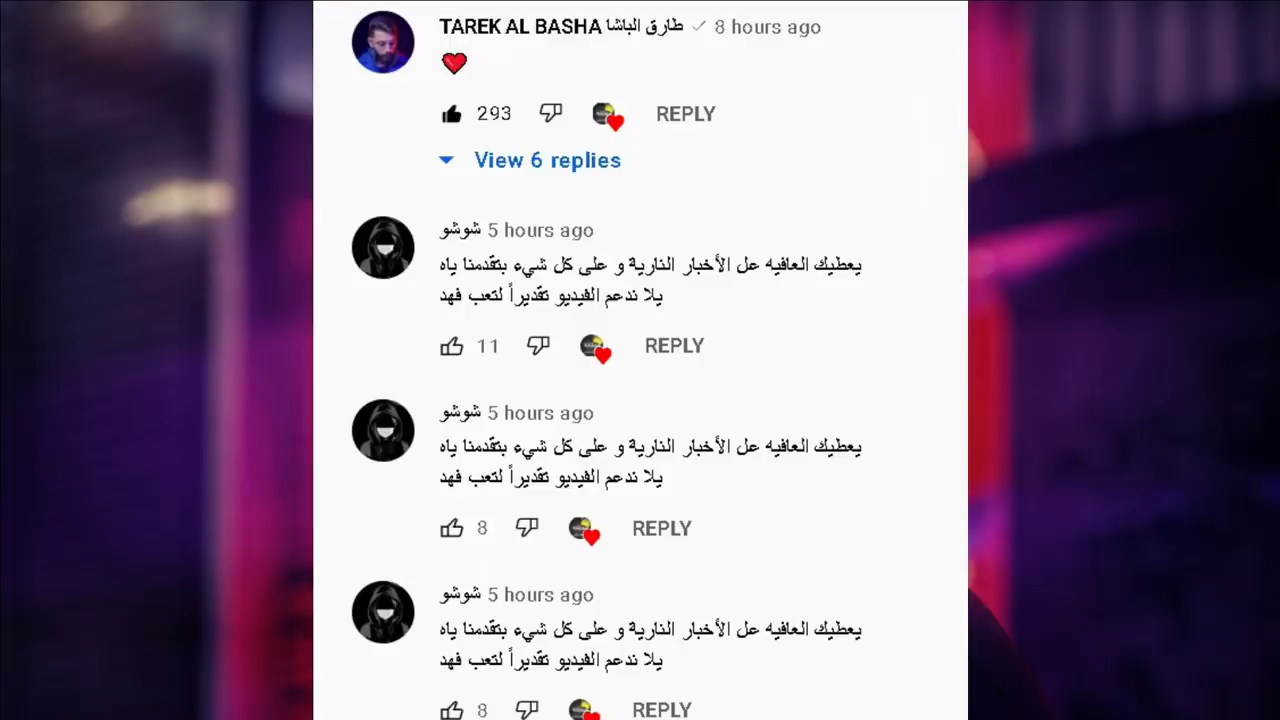 TAREK AL BASHA طارق الباشا 8 hours ago
293 REPLY
View 6 replies
شوشو 5 hours ago
يعطيك العافيه عل الأخبار النارية و على كل شيء بتقدمنا ياه
يلا ندعم الفيديو تقديراً لتعب فهد
11 REPLY
شوشو 5 hours ago
يعطيك العافيه عل الأخبار النارية و على كل شيء بتقدمنا ياه
يلا ندعم الفيديو تقديراً لتعب فهد
8 REPLY
شوشو 5 hours ago
يعطيك العافيه عل الأخبار النارية و على كل شيء بتقدمنا ياه
يلا ندعم الفيديو تقديراً لتعب فهد
8 REPLY